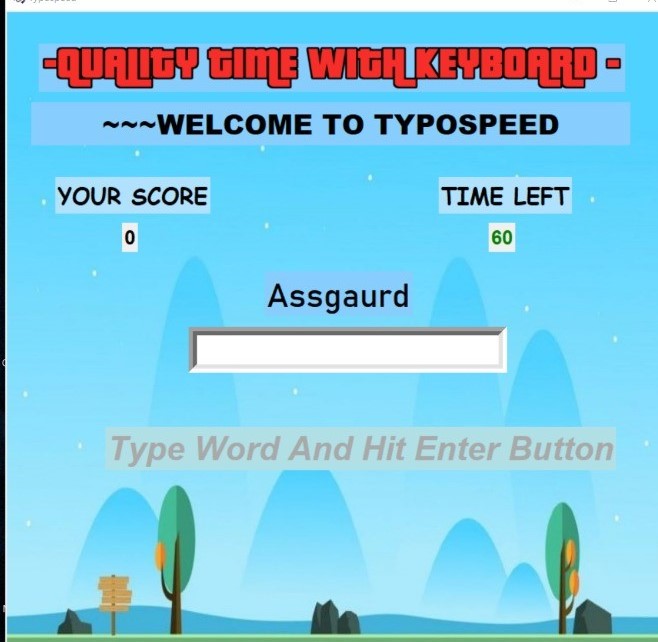 -QUALITY TIME WITH KEYBOARD -
~~~WELCOME TO TYPOSPEED
YOUR SCORE TIME LEFT
0 60
Assgaurd
Type Word And Hit Enter Button